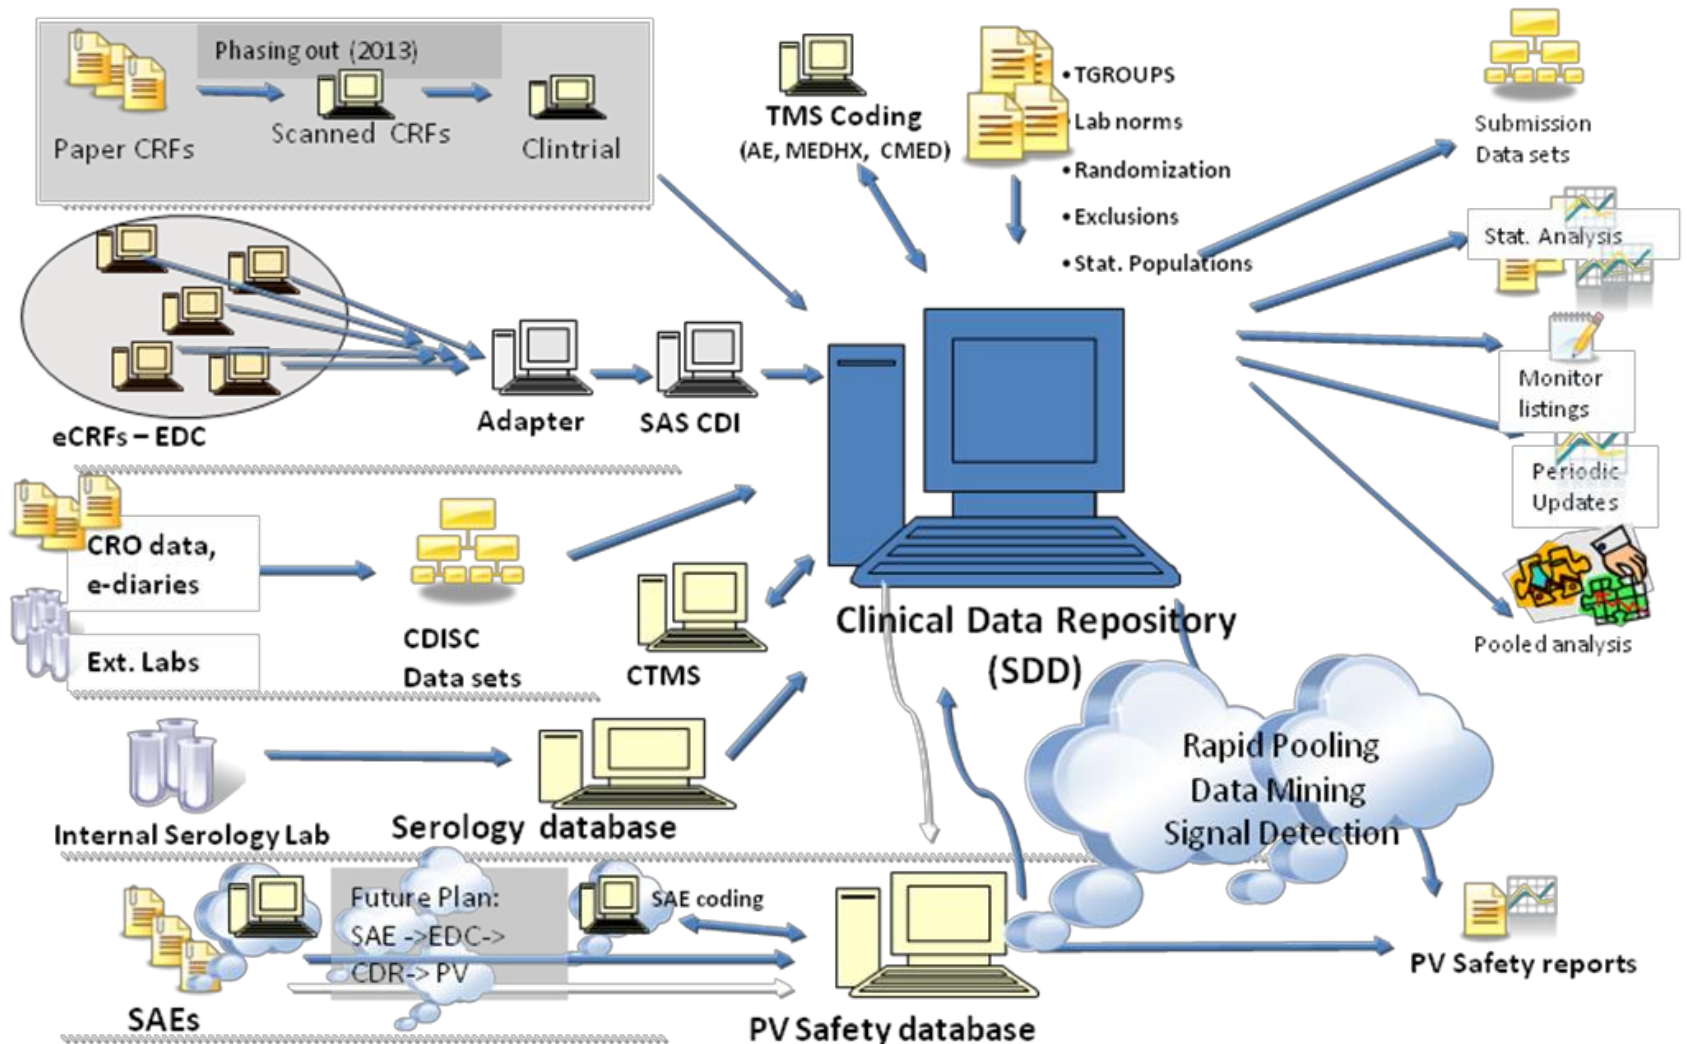 Phasing out (2013)
Paper CRFs
Scanned CRFs
Clintrial
TMS Coding
(AE, MEDHX, CMED)
• TGROUPS
• Lab norms
• Randomization
• Exclusions
• Stat. Populations
Submission
Data sets
Stat. Analysis
Monitor
listings
Periodic
Updates
Pooled analysis
eCRFs – EDC
Adapter
SAS CDI
CRO data,
e-diaries
Ext. Labs
CDISC
Data sets
CTMS
Clinical Data Repository
(SDD)
Internal Serology Lab
Serology database
Rapid Pooling
Data Mining
Signal Detection
SAEs
Future Plan:
SAE ->EDC->
CDR-> PV
SAE coding
PV Safety database
PV Safety reports